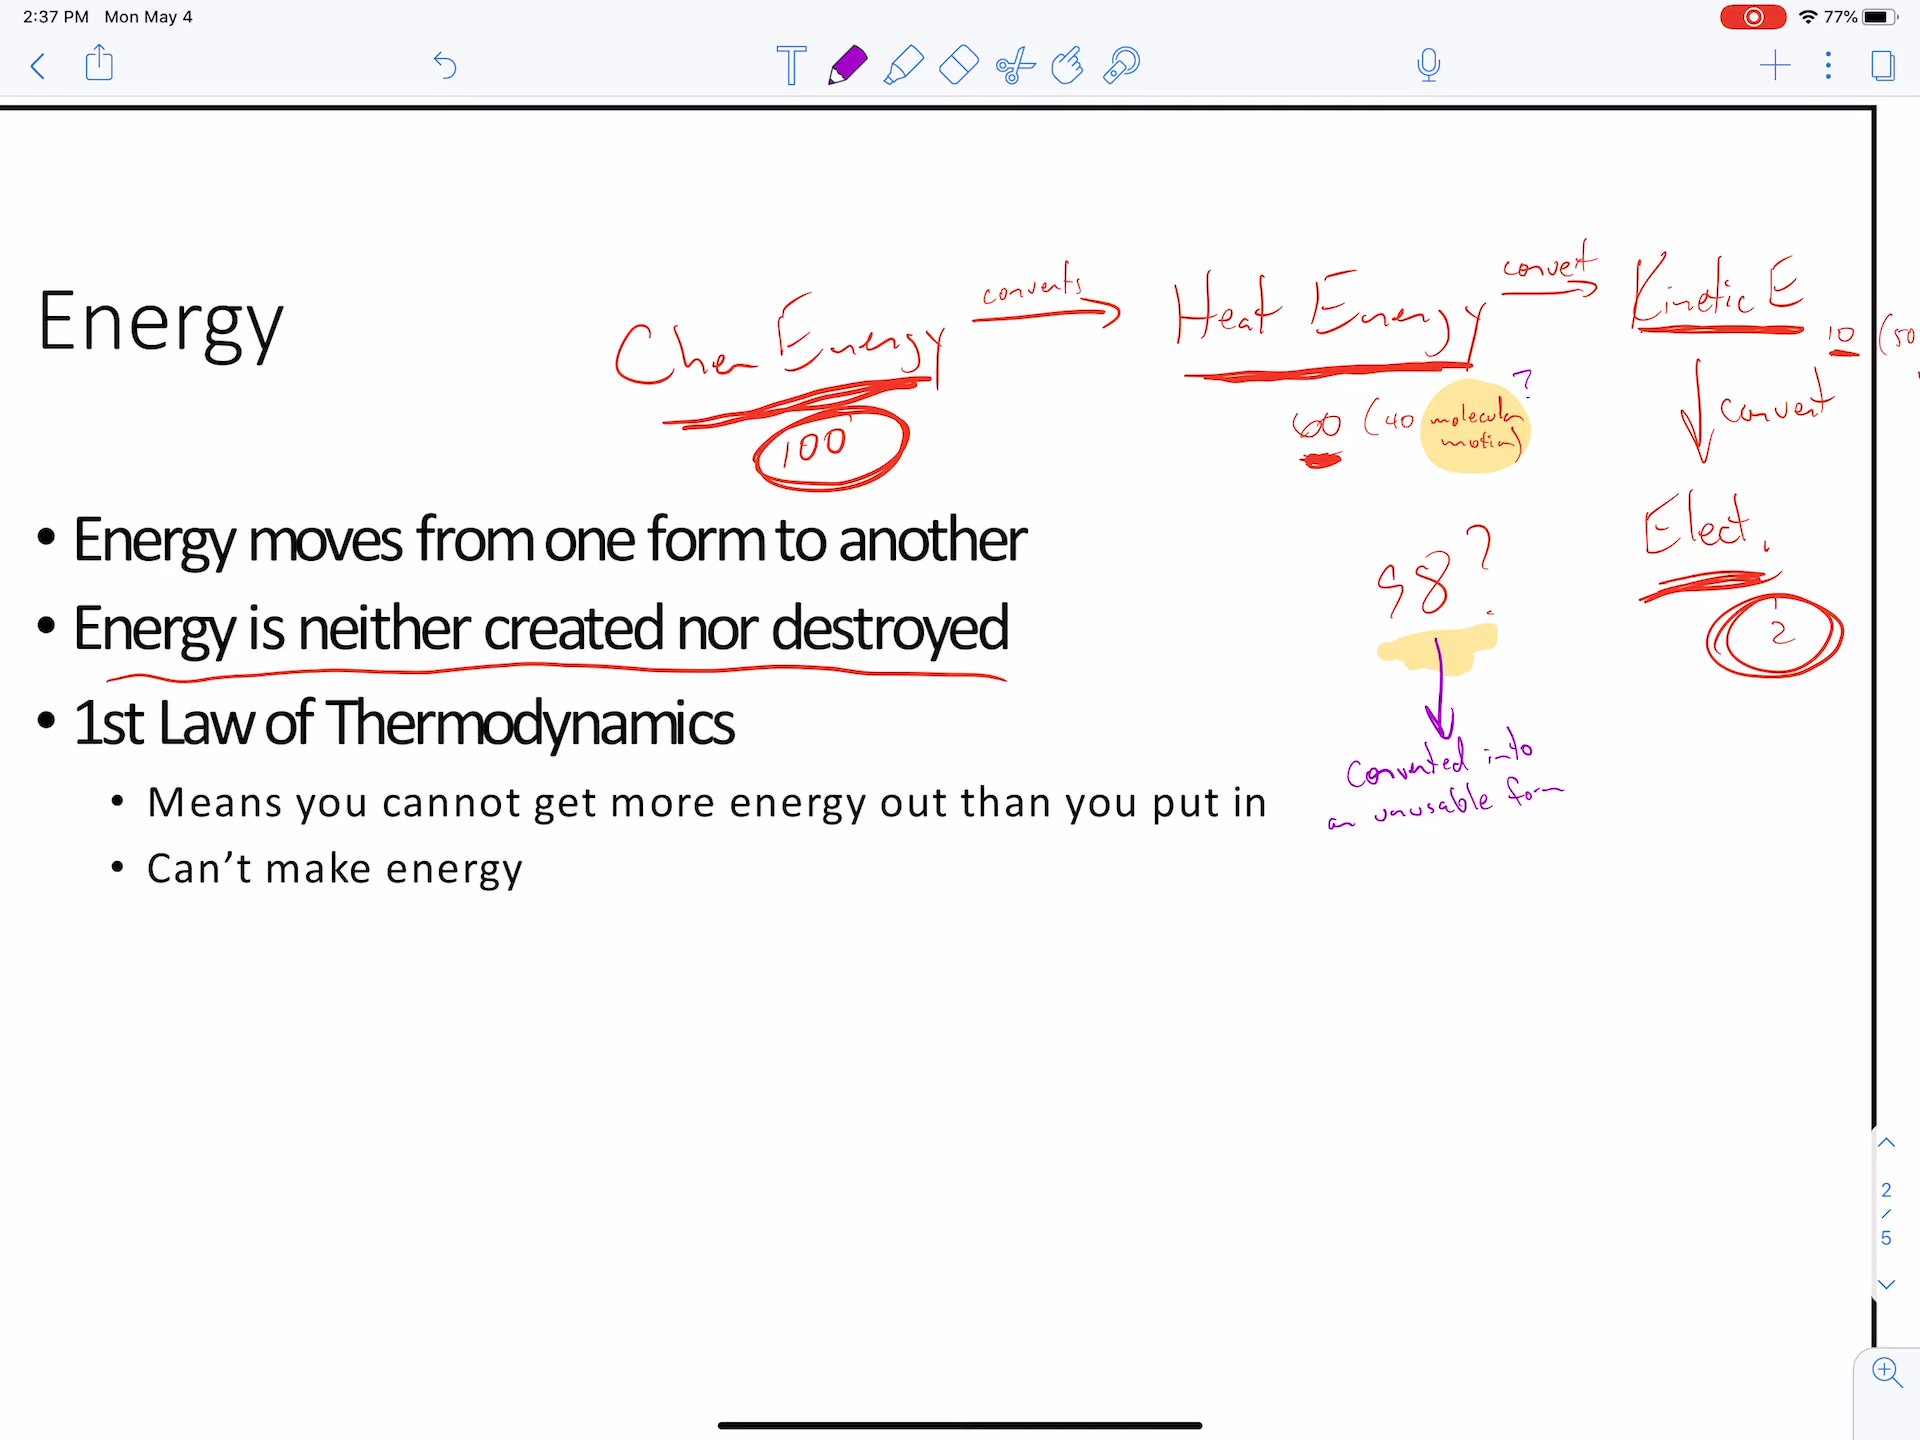 2:37 PM Mon May 4
77%
Energy
Chem Energy
converts
Heat Energy
convert
Kinetic E
100
60 (40 molecular
motion)
?
10 (50
convert
Elect.
2
98?
Converted into
an unusable form
• Energy moves from one form to another
• Energy is neither created nor destroyed
• 1st Law of Thermodynamics
• Means you cannot get more energy out than you put in
• Can’t make energy
2
/
5